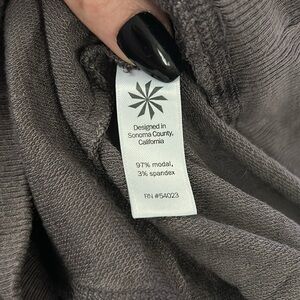 Designed in
Sonoma County,
California
97% modal,
3% spandex
RN #54023